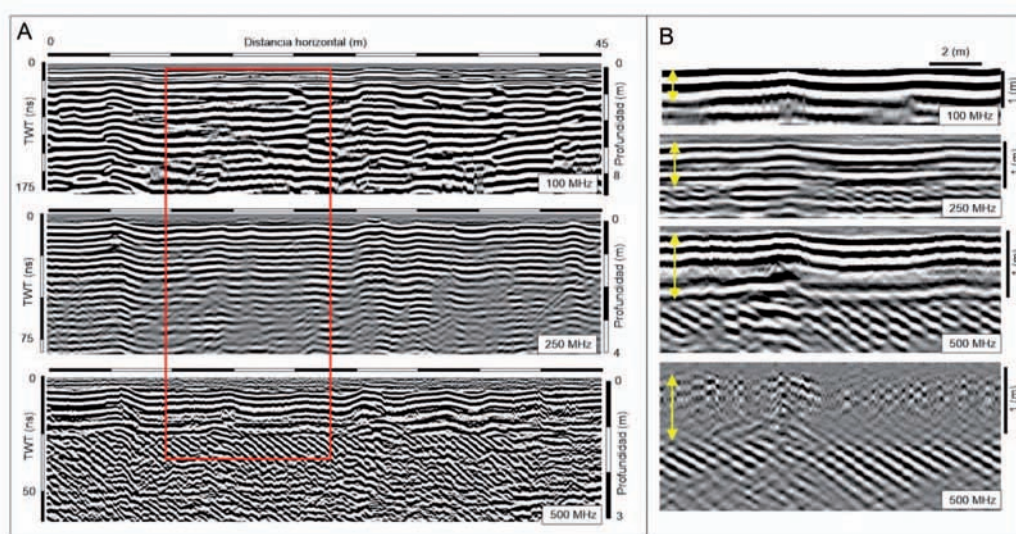 A
Distancia horizontal (m)
0
45
0
TWT (ns)
175
0
Profundidad (m)
8
100 MHz
0
TWT (ns)
75
0
Profundidad (m)
4
250 MHz
0
TWT (ns)
50
0
Profundidad (m)
3
500 MHz
B
2 (m)
1 (m)
100 MHz
1 (m)
250 MHz
1 (m)
500 MHz
1 (m)
500 MHz